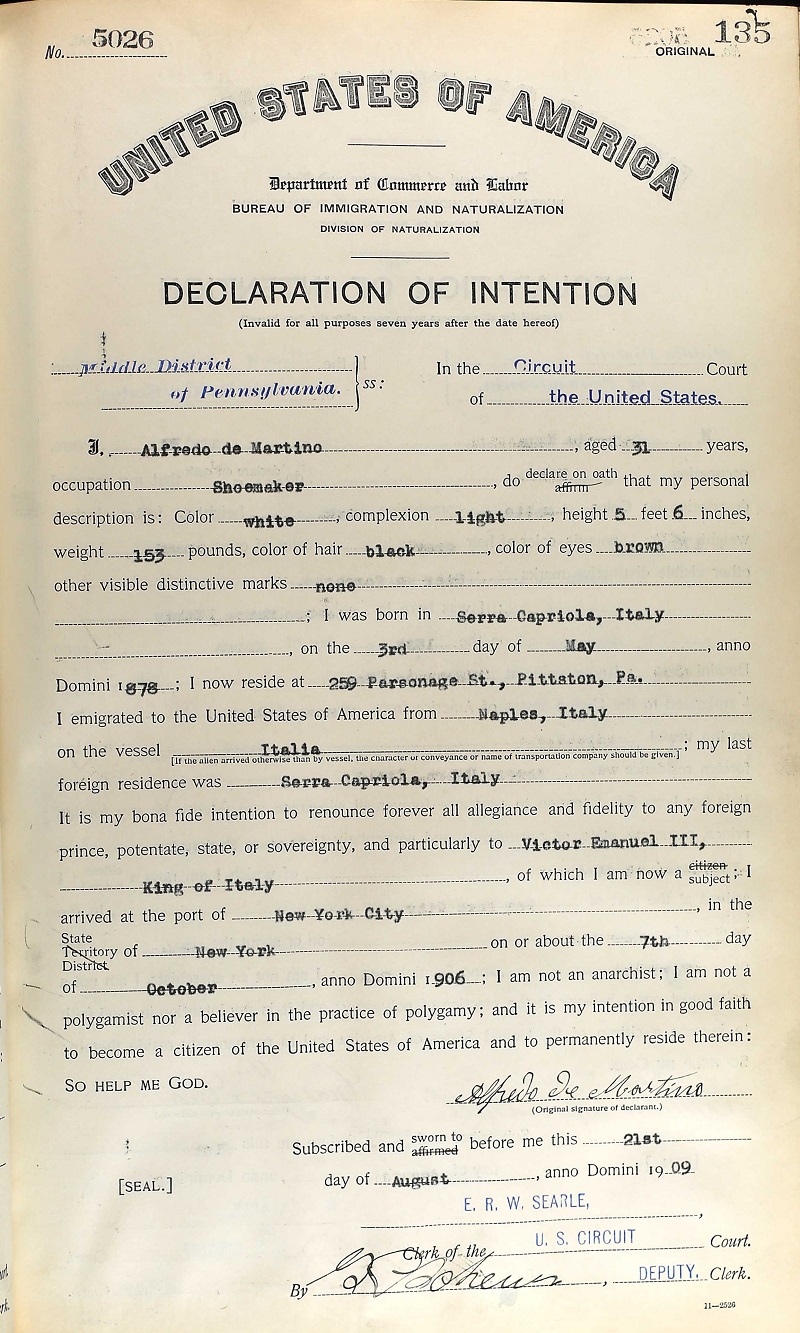 No. 5026
135
ORIGINAL
UNITED STATES OF AMERICA
Department of Commerce and Labor
BUREAU OF IMMIGRATION AND NATURALIZATION
DIVISION OF NATURALIZATION
DECLARATION OF INTENTION
(Invalid for all purposes seven years after the date hereof)
Middle District
of Pennsylvania.
ss:
In the Circuit Court
of the United States.
I, Alfredo de Martino, aged 31 years,
occupation Shoemaker, do declare on oath affirm that my personal
description is: Color white, complexion light, height 5 feet 6 inches,
weight 153 pounds, color of hair black, color of eyes brown
other visible distinctive marks none
; I was born in Serra Capriola, Italy
, on the 3rd day of May, anno
Domini 1878; I now reside at 259 Parsonage St., Pittston, Pa.
I emigrated to the United States of America from Naples, Italy
on the vessel Italia; my last
[If the alien arrived otherwise than by vessel, the character of conveyance or name of transportation company should be given.]
foreign residence was Serra Capriola, Italy
It is my bona fide intention to renounce forever all allegiance and fidelity to any foreign
prince, potentate, state, or sovereignty, and particularly to Victor Emanuel III,
King of Italy, of which I am now a citizen subject; I
arrived at the port of New York City, in the
State Territory District of New York on or about the 7th day
of October, anno Domini 1906; I am not an anarchist; I am not a
polygamist nor a believer in the practice of polygamy; and it is my intention in good faith
to become a citizen of the United States of America and to permanently reside therein:
SO HELP ME GOD.
Alfredo de Martino
(Original signature of declarant.)
Subscribed and sworn to affirmed before me this 21st
[SEAL.]
day of August, anno Domini 1909
E. R. W. SEARLE,
Clerk of the U. S. CIRCUIT Court.
By , DEPUTY, Clerk.
11—2526